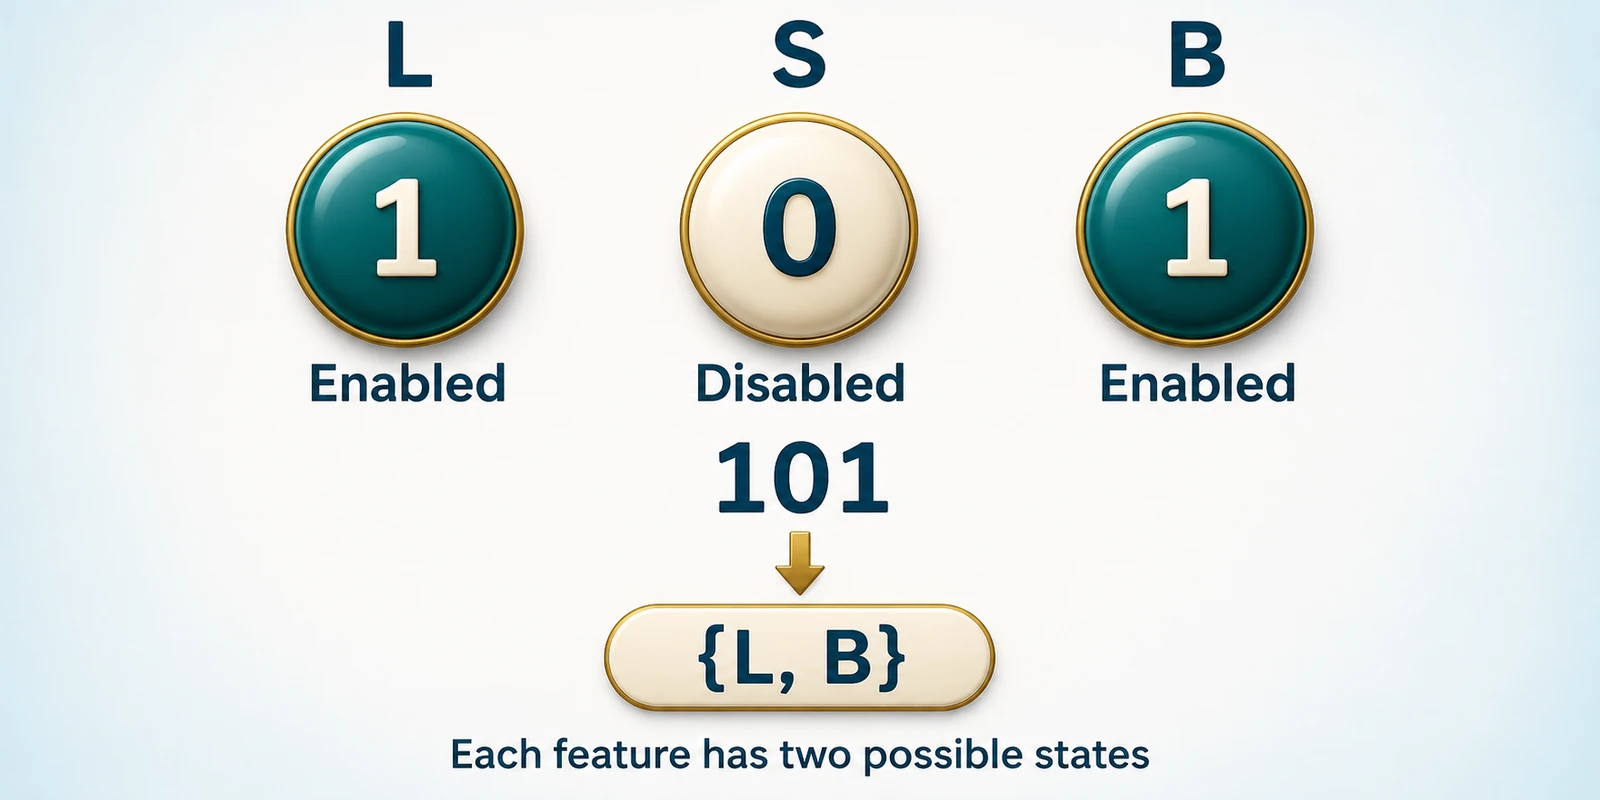 L S B
1 0 1
Enabled Disabled Enabled
101
{L, B}
Each feature has two possible states